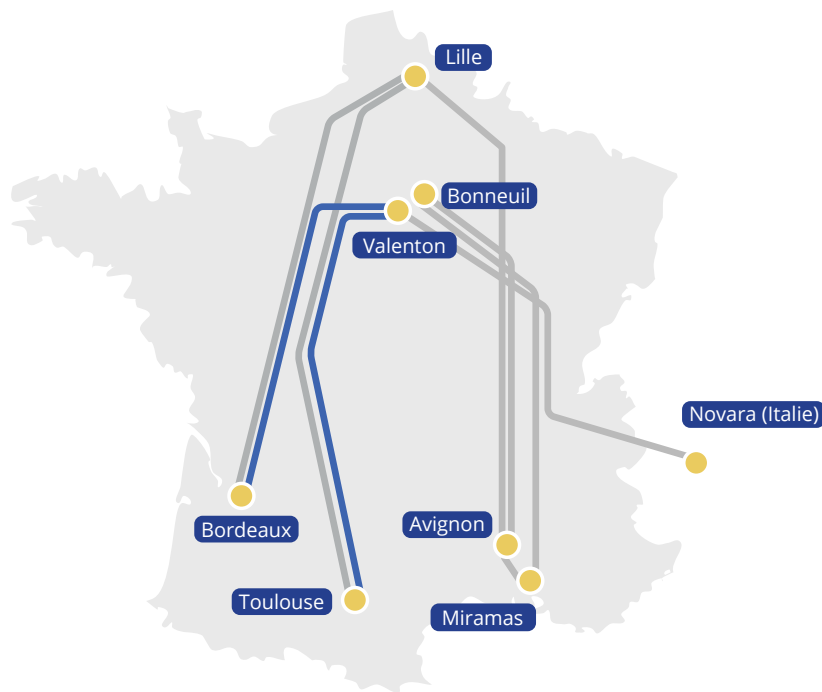 Lille
Bonneuil
Valenton
Novara (Italie)
Avignon
Bordeaux
Toulouse
Miramas